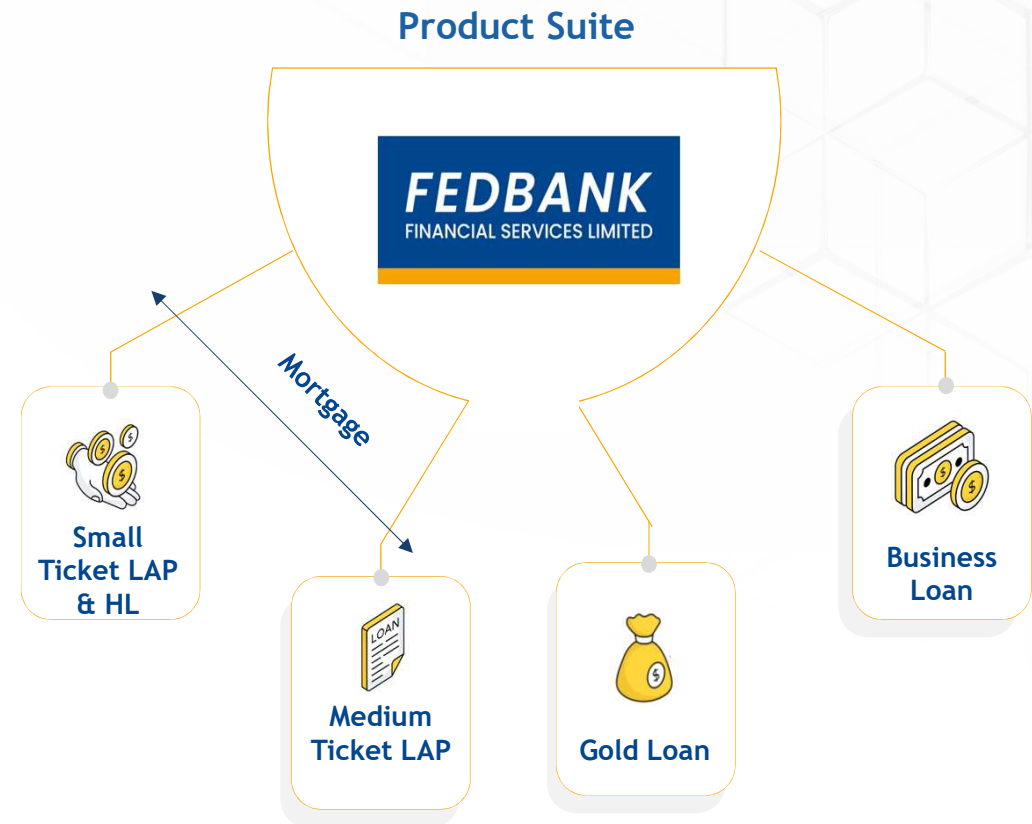 Product Suite
FEDBANK
FINANCIAL SERVICES LIMITED
Mortgage
Small
Ticket LAP
& HL
LOAN
Medium
Ticket LAP
Gold Loan
Business
Loan